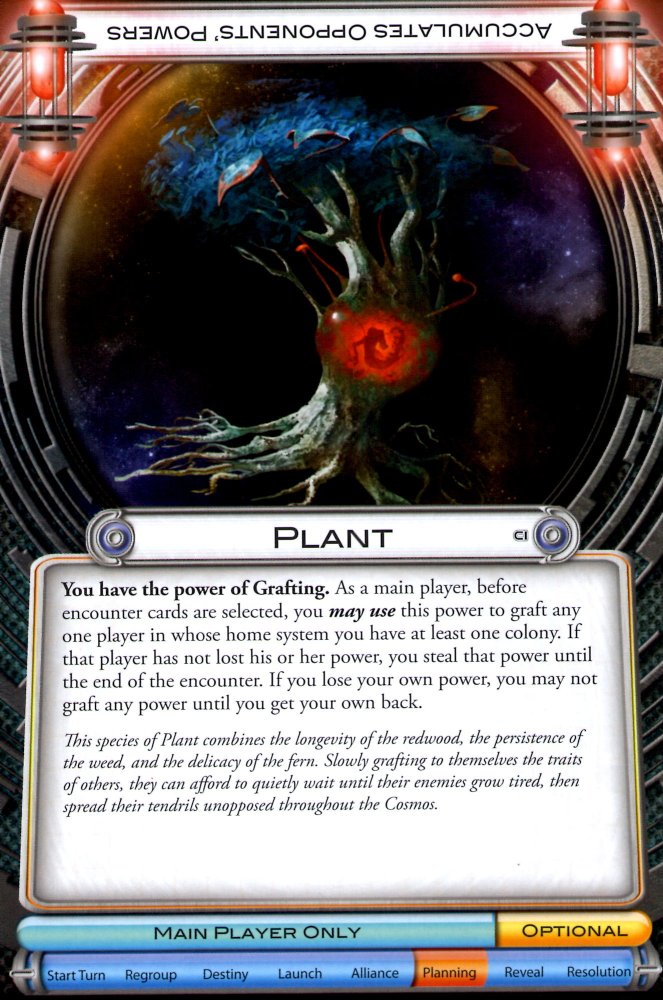 Accumulates Opponents' Powers
Plant
CI
You have the power of Grafting. As a main player, before
encounter cards are selected, you may use this power to graft any
one player in whose home system you have at least one colony. If
that player has not lost his or her power, you steal that power until
the end of the encounter. If you lose your own power, you may not
graft any power until you get your own back.
This species of Plant combines the longevity of the redwood, the persistence of
the weed, and the delicacy of the fern. Slowly grafting to themselves the traits
of others, they can afford to quietly wait until their enemies grow tired, then
spread their tendrils unopposed throughout the Cosmos.
Main Player Only Optional
Start Turn Regroup Destiny Launch Alliance Planning Reveal Resolution